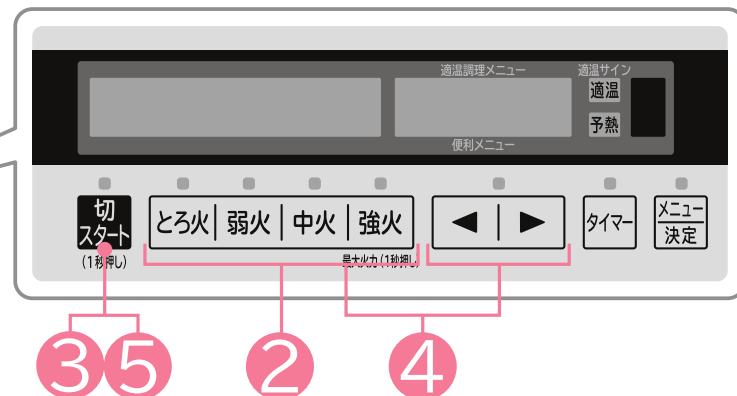 適温調理メニュー
適温サイン
適温
予熱
便利メニュー
切
スタート
(1秒押し)
とろ火
弱火
中火
強火
最大火力(1秒押し)
◀ ▶
タイマー
メニュー
決定
3 5 2 4